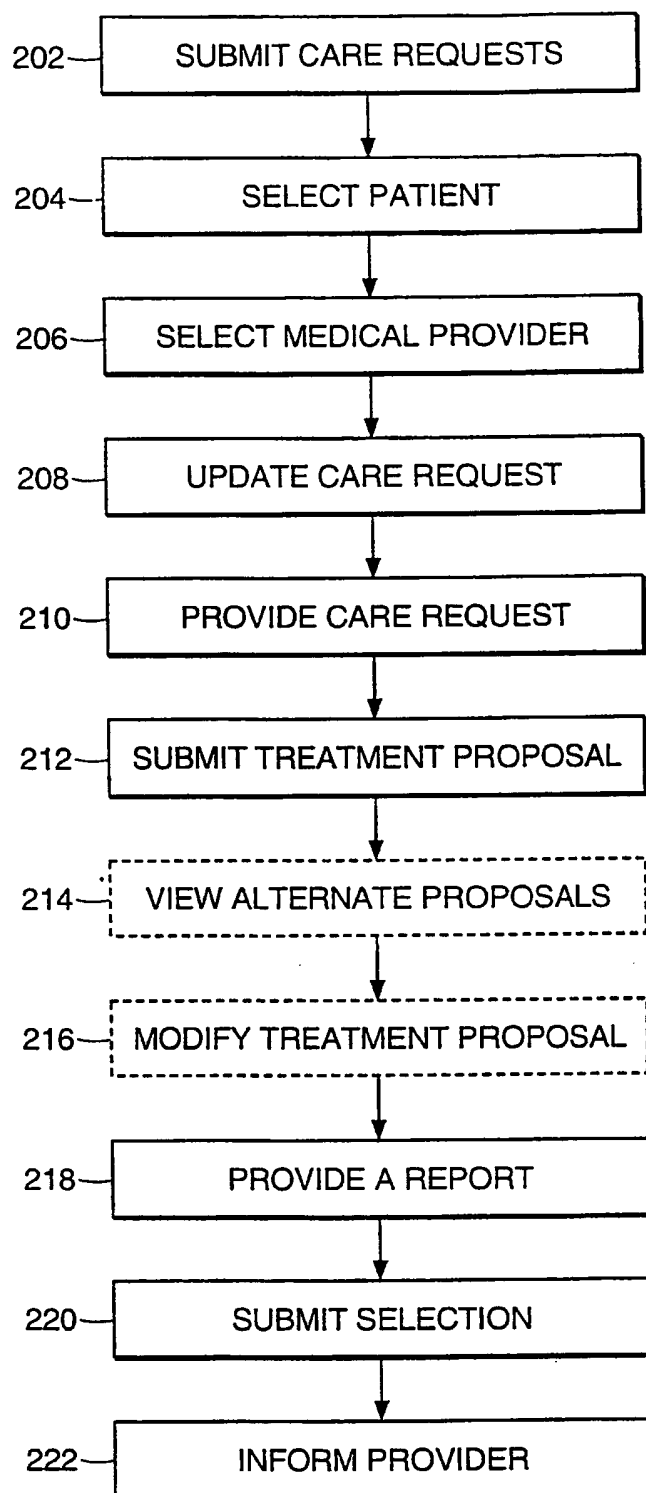 202 SUBMIT CARE REQUESTS
204 SELECT PATIENT
206 SELECT MEDICAL PROVIDER
208 UPDATE CARE REQUEST
210 PROVIDE CARE REQUEST
212 SUBMIT TREATMENT PROPOSAL
214 VIEW ALTERNATE PROPOSALS
216 MODIFY TREATMENT PROPOSAL
218 PROVIDE A REPORT
220 SUBMIT SELECTION
222 INFORM PROVIDER